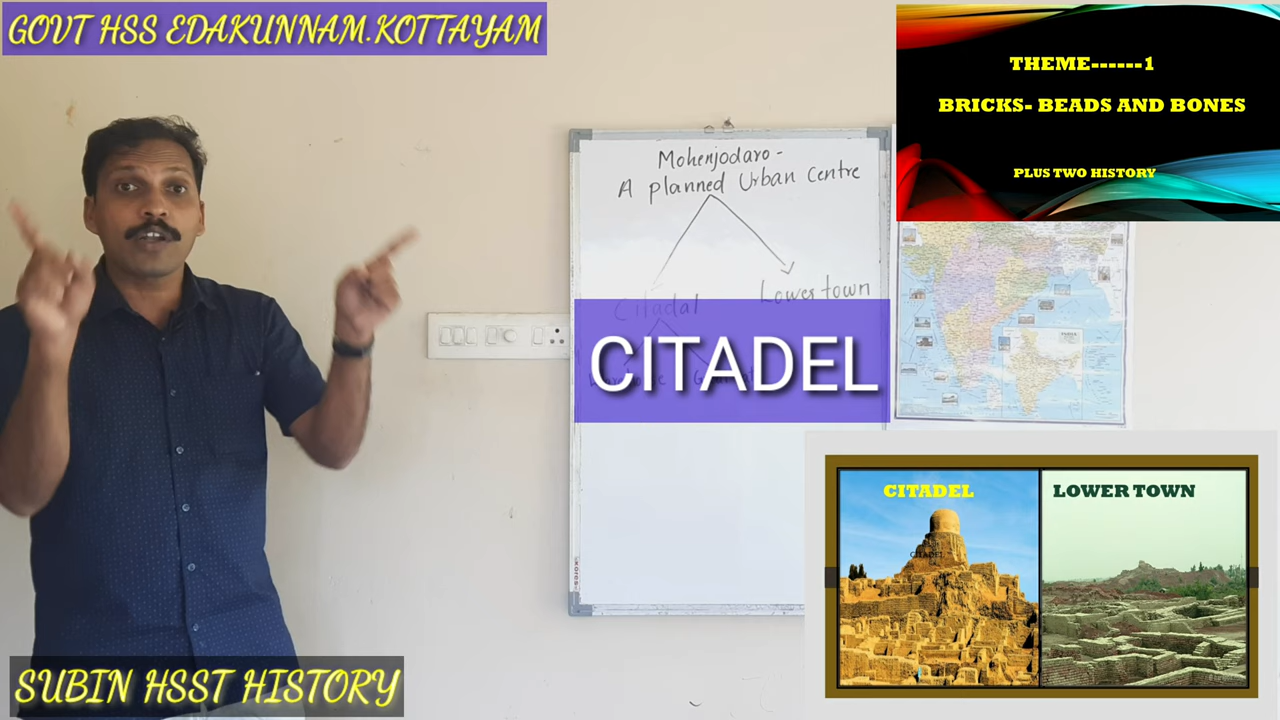 GOVT HSS EDAKUNNAM.KOTTAYAM
THEME------1
BRICKS- BEADS AND BONES
PLUS TWO HISTORY
Mohenjodaro -
A planned Urban Centre
Citadal
Lower town
CITADEL
CITADEL
CITADEL
LOWER TOWN
SUBIN HSST HISTORY